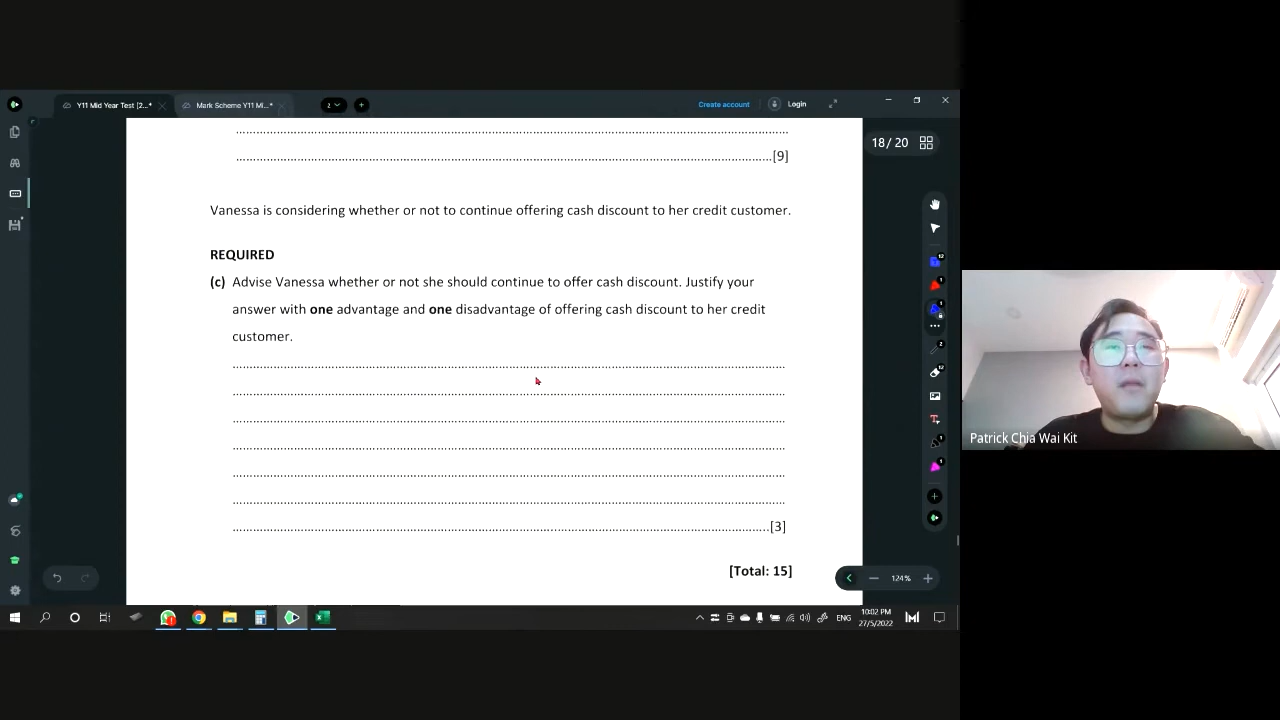 Y11 Mid Year Test [2...*
Mark Scheme Y11 Mi...*
2
Create account
Login
[9]
18 / 20
Vanessa is considering whether or not to continue offering cash discount to her credit customer.
REQUIRED
(c) Advise Vanessa whether or not she should continue to offer cash discount. Justify your
answer with one advantage and one disadvantage of offering cash discount to her credit
customer.
[3]
[Total: 15]
124%
Patrick Chia Wai Kit
ENG
10:02 PM
27/5/2022